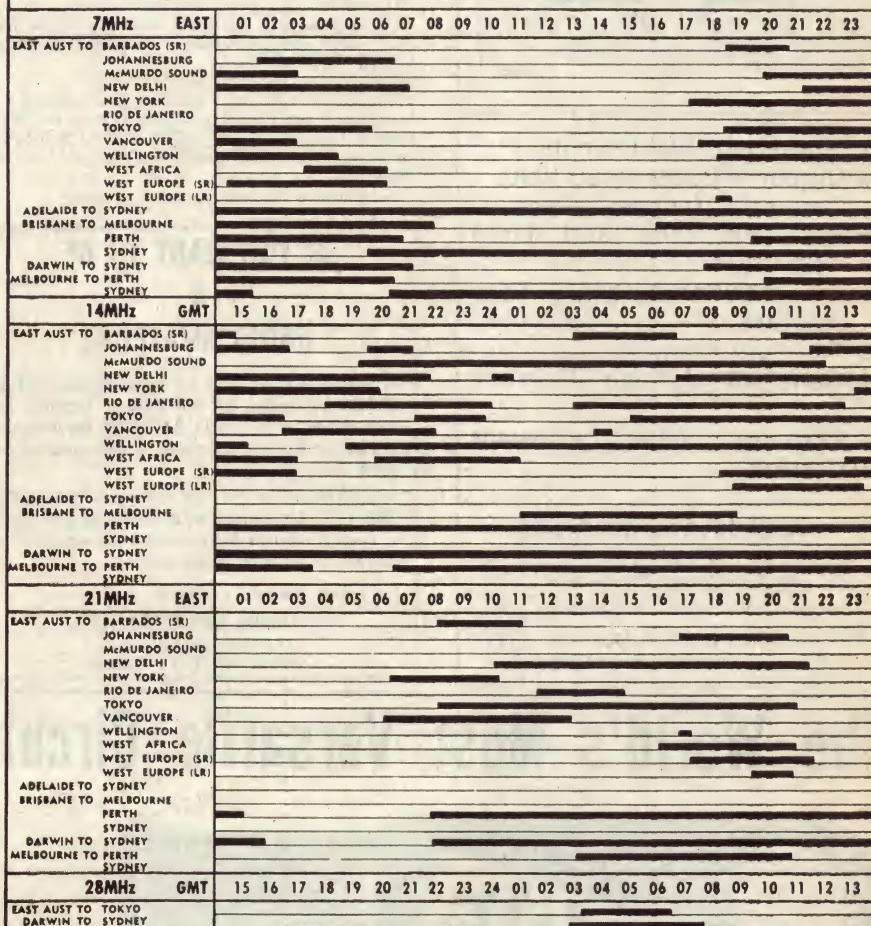 7MHz EAST 01 02 03 04 05 06 07 08 09 10 11 12 13 14 15 16 17 18 19 20 21 22 23
EAST AUST TO BARBADOS (SR)
JOHANNESBURG
McMURDO SOUND
NEW DELHI
NEW YORK
RIO DE JANEIRO
TOKYO
VANCOUVER
WELLINGTON
WEST AFRICA
WEST EUROPE (SR)
WEST EUROPE (LR)
ADELAIDE TO SYDNEY
BRISBANE TO MELBOURNE
PERTH
SYDNEY
DARWIN TO SYDNEY
MELBOURNE TO PERTH
SYDNEY
14MHz GMT 15 16 17 18 19 20 21 22 23 24 01 02 03 04 05 06 07 08 09 10 11 12 13
EAST AUST TO BARBADOS (SR)
JOHANNESBURG
McMURDO SOUND
NEW DELHI
NEW YORK
RIO DE JANEIRO
TOKYO
VANCOUVER
WELLINGTON
WEST AFRICA
WEST EUROPE (SR)
WEST EUROPE (LR)
ADELAIDE TO SYDNEY
BRISBANE TO MELBOURNE
PERTH
SYDNEY
DARWIN TO SYDNEY
MELBOURNE TO PERTH
SYDNEY
21MHz EAST 01 02 03 04 05 06 07 08 09 10 11 12 13 14 15 16 17 18 19 20 21 22 23
EAST AUST TO BARBADOS (SR)
JOHANNESBURG
McMURDO SOUND
NEW DELHI
NEW YORK
RIO DE JANEIRO
TOKYO
VANCOUVER
WELLINGTON
WEST AFRICA
WEST EUROPE (SR)
WEST EUROPE (LR)
ADELAIDE TO SYDNEY
BRISBANE TO MELBOURNE
PERTH
SYDNEY
DARWIN TO SYDNEY
MELBOURNE TO PERTH
SYDNEY
28MHz GMT 15 16 17 18 19 20 21 22 23 24 01 02 03 04 05 06 07 08 09 10 11 12 13
EAST AUST TO TOKYO
DARWIN TO SYDNEY